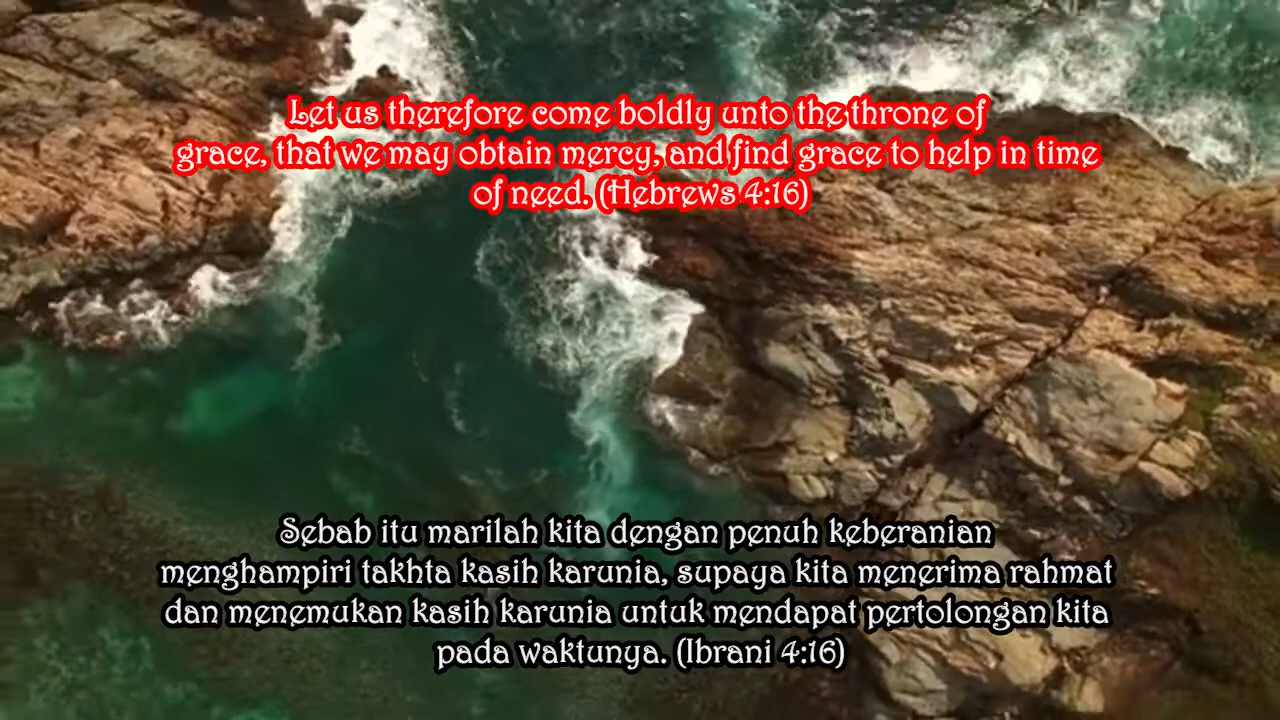 Let us therefore come boldly unto the throne of
grace, that we may obtain mercy, and find grace to help in time
of need. (Hebrews 4:16)
Sebab itu marilah kita dengan penuh keberanian
menghampiri takhta kasih karunia, supaya kita menerima rahmat
dan menemukan kasih karunia untuk mendapat pertolongan kita
pada waktunya. (Ibrani 4:16)